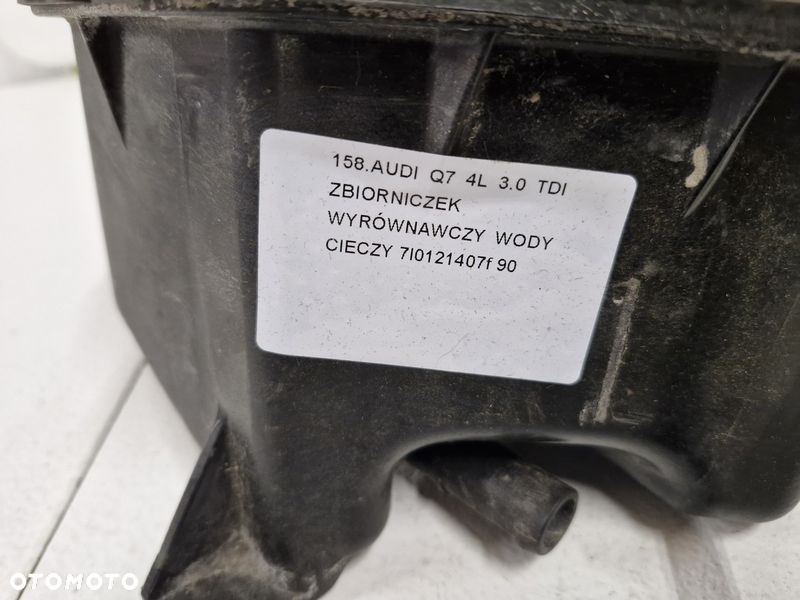 158.AUDI Q7 4L 3.0 TDI
ZBIORNICZEK
WYRÓWNAWCZY WODY
CIECZY 7l0121407f 90
OTOMOTO